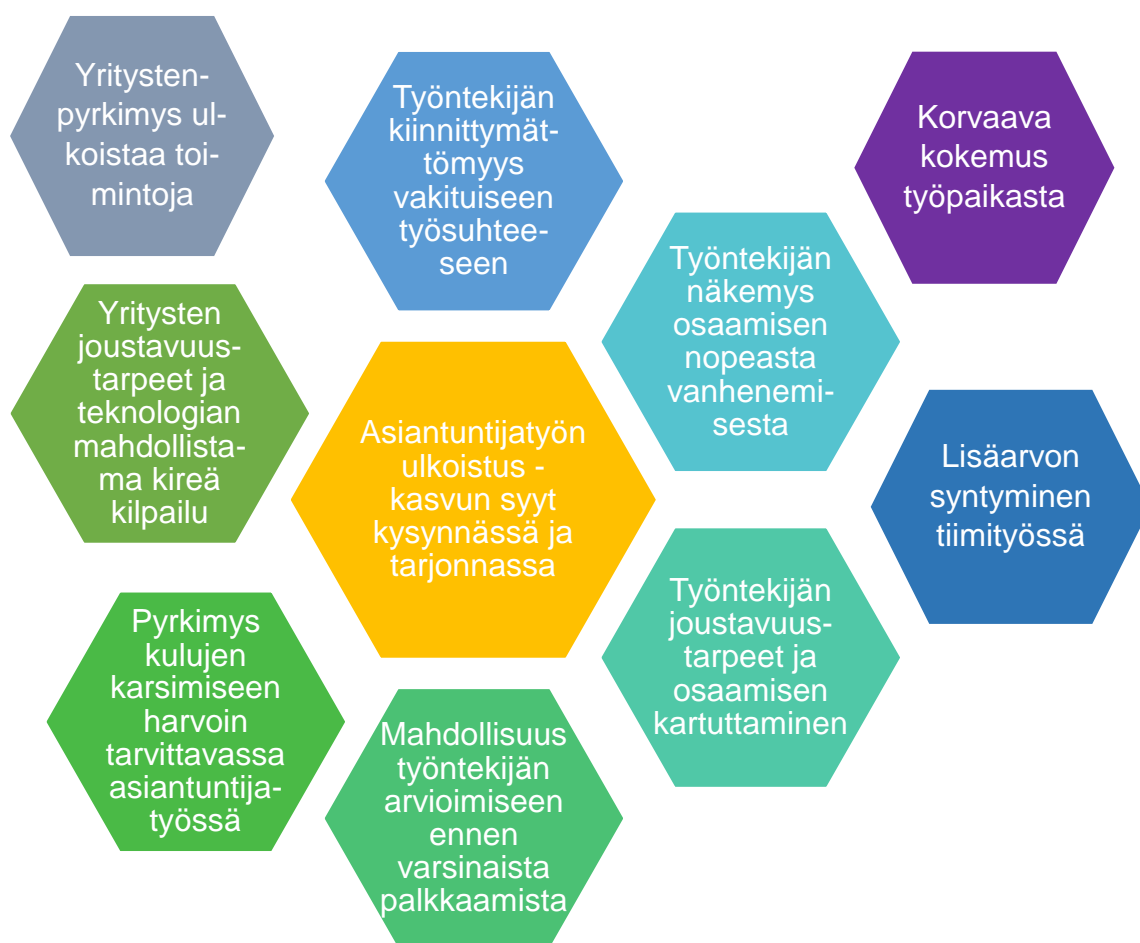 Yritysten-
pyrkimys ul-
koistaa toi-
mintoja
Työntekijän
kiinnittymät-
tömyys
vakituiseen
työsuhtee-
seen
Korvaava
kokemus
työpaikasta
Yritysten
joustavuus-
tarpeet ja
teknologian
mahdollista-
ma kireä
kilpailu
Työntekijän
näkemys
osaamisen
nopeasta
vanhenemi-
sesta
Asiantuntijatyön
ulkoistus -
kasvun syyt
kysynnässä ja
tarjonnassa
Lisäarvon
syntyminen
tiimityössä
Pyrkimys
kulujen
karsimiseen
harvoin
tarvittavassa
asiantuntija-
työssä
Työntekijän
joustavuus-
tarpeet ja
osaamisen
kartuttaminen
Mahdollisuus
työntekijän
arvioimiseen
ennen
varsinaista
palkkaamista